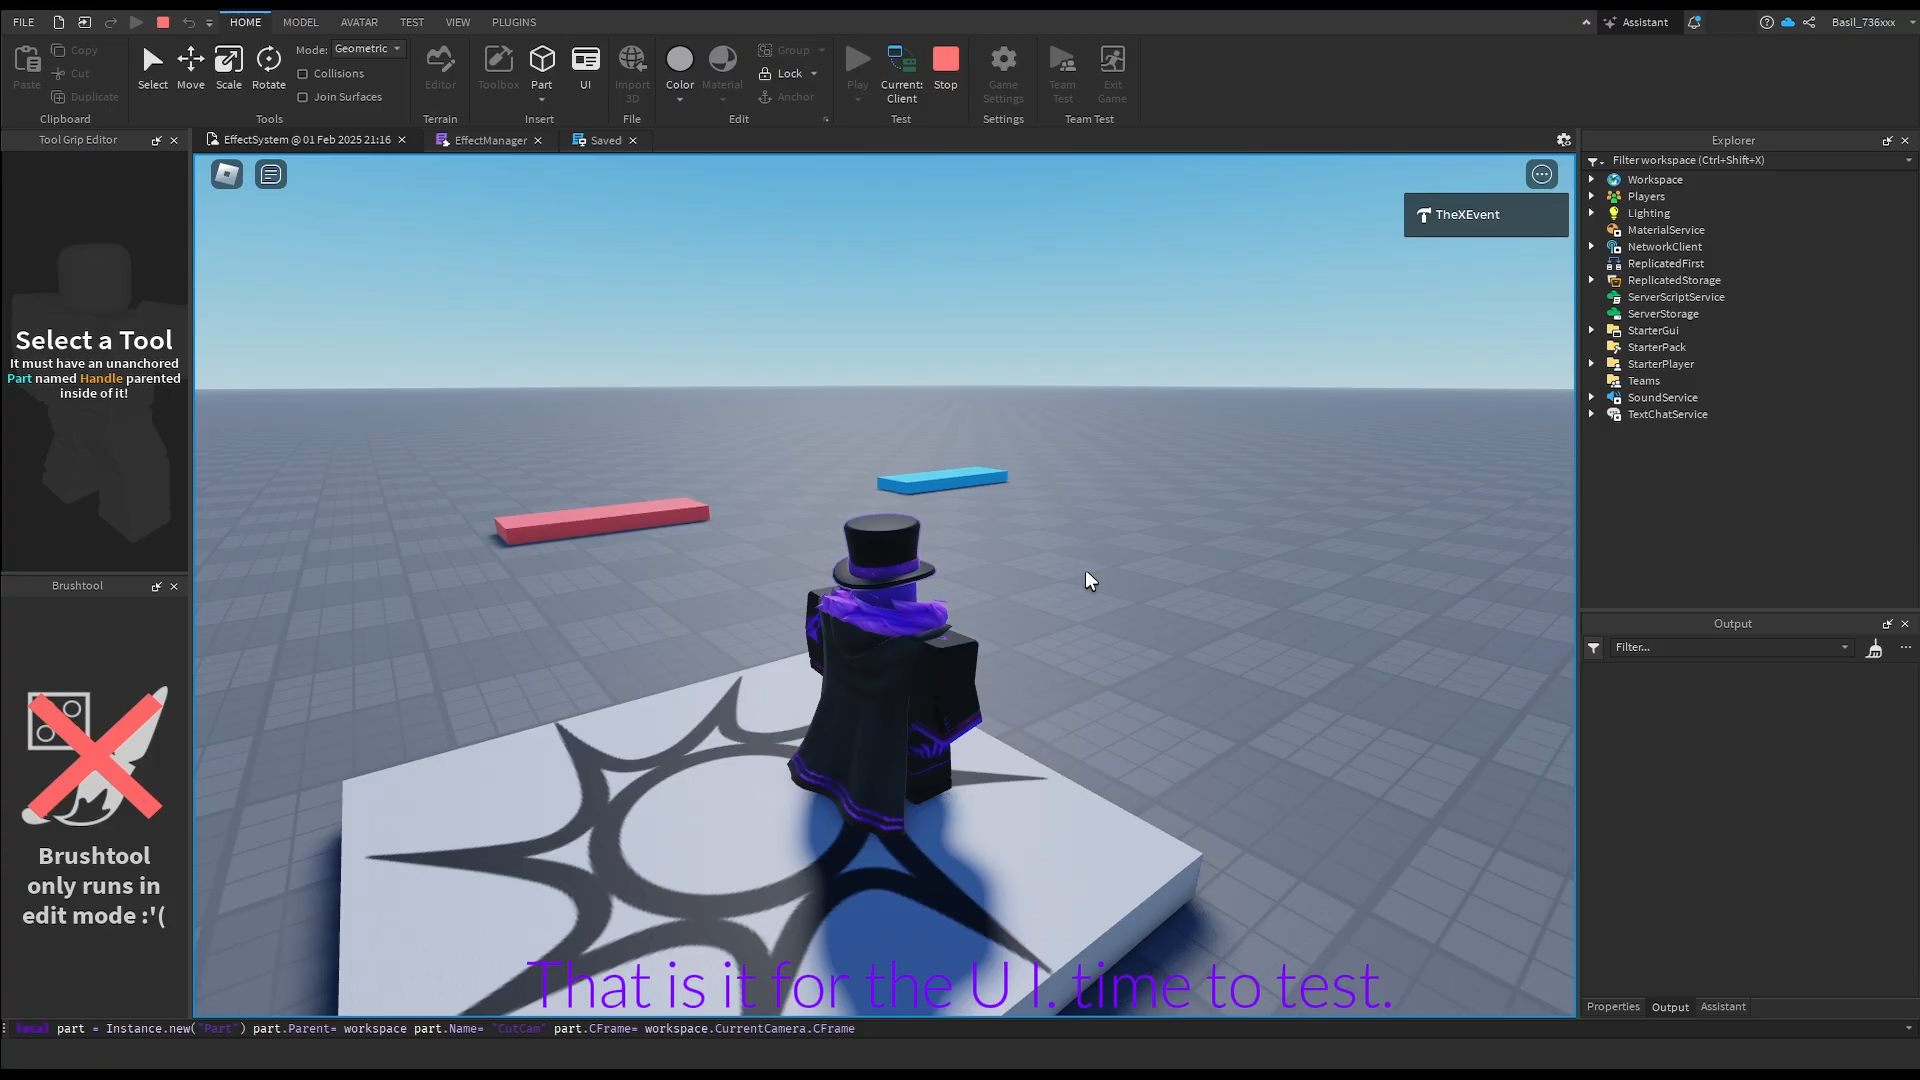 FILE
HOME
MODEL
AVATAR
TEST
VIEW
PLUGINS
Assistant
Basil_736xxx
Paste
Copy
Cut
Duplicate
Clipboard
Select
Move
Scale
Rotate
Mode: Geometric
Collisions
Join Surfaces
Tools
Editor
Terrain
Toolbox
Part
UI
Insert
Import
3D
File
Color
Material
Group
Lock
Anchor
Edit
Play
Current:
Client
Stop
Test
Game
Settings
Settings
Team
Test
Exit
Game
Team Test
Tool Grip Editor
EffectSystem @ 01 Feb 2025 21:16
EffectManager
Saved
Explorer
Filter workspace (Ctrl+Shift+X)
Workspace
Players
Lighting
MaterialService
NetworkClient
ReplicatedFirst
ReplicatedStorage
ServerScriptService
ServerStorage
StarterGui
StarterPack
StarterPlayer
Teams
SoundService
TextChatService
TheXEvent
Select a Tool
It must have an unanchored
Part named Handle parented
inside of it!
Brushtool
Brushtool
only runs in
edit mode :'(
Output
Filter...
That is it for the U I. time to test.
Properties
Output
Assistant
local part = Instance.new("Part") part.Parent= workspace part.Name= "CutCam" part.CFrame= workspace.CurrentCamera.CFrame